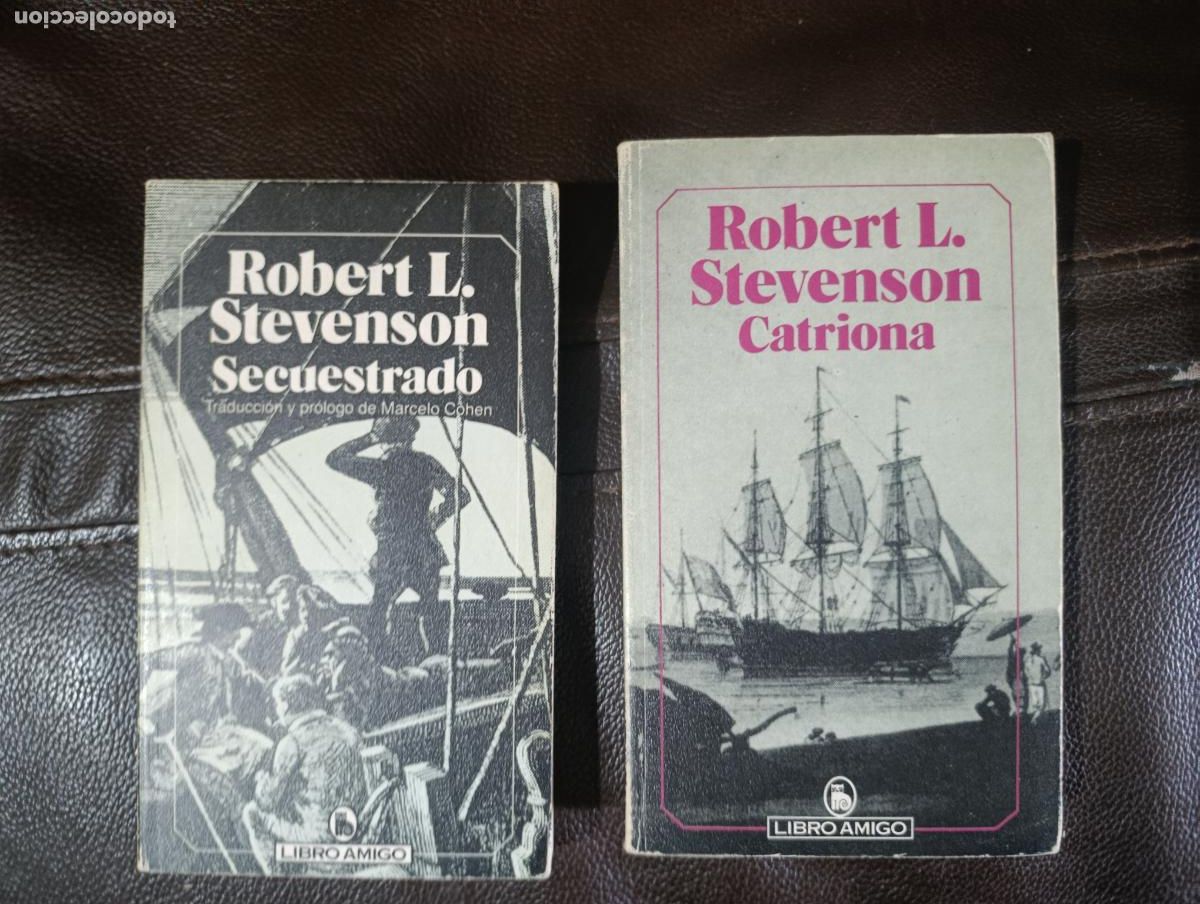 todocoleccion
Robert L.
Stevenson
Secuestrado
Traducción y prólogo de Marcelo Cohen
LIBRO AMIGO
Robert L.
Stevenson
Catriona
LIBRO AMIGO